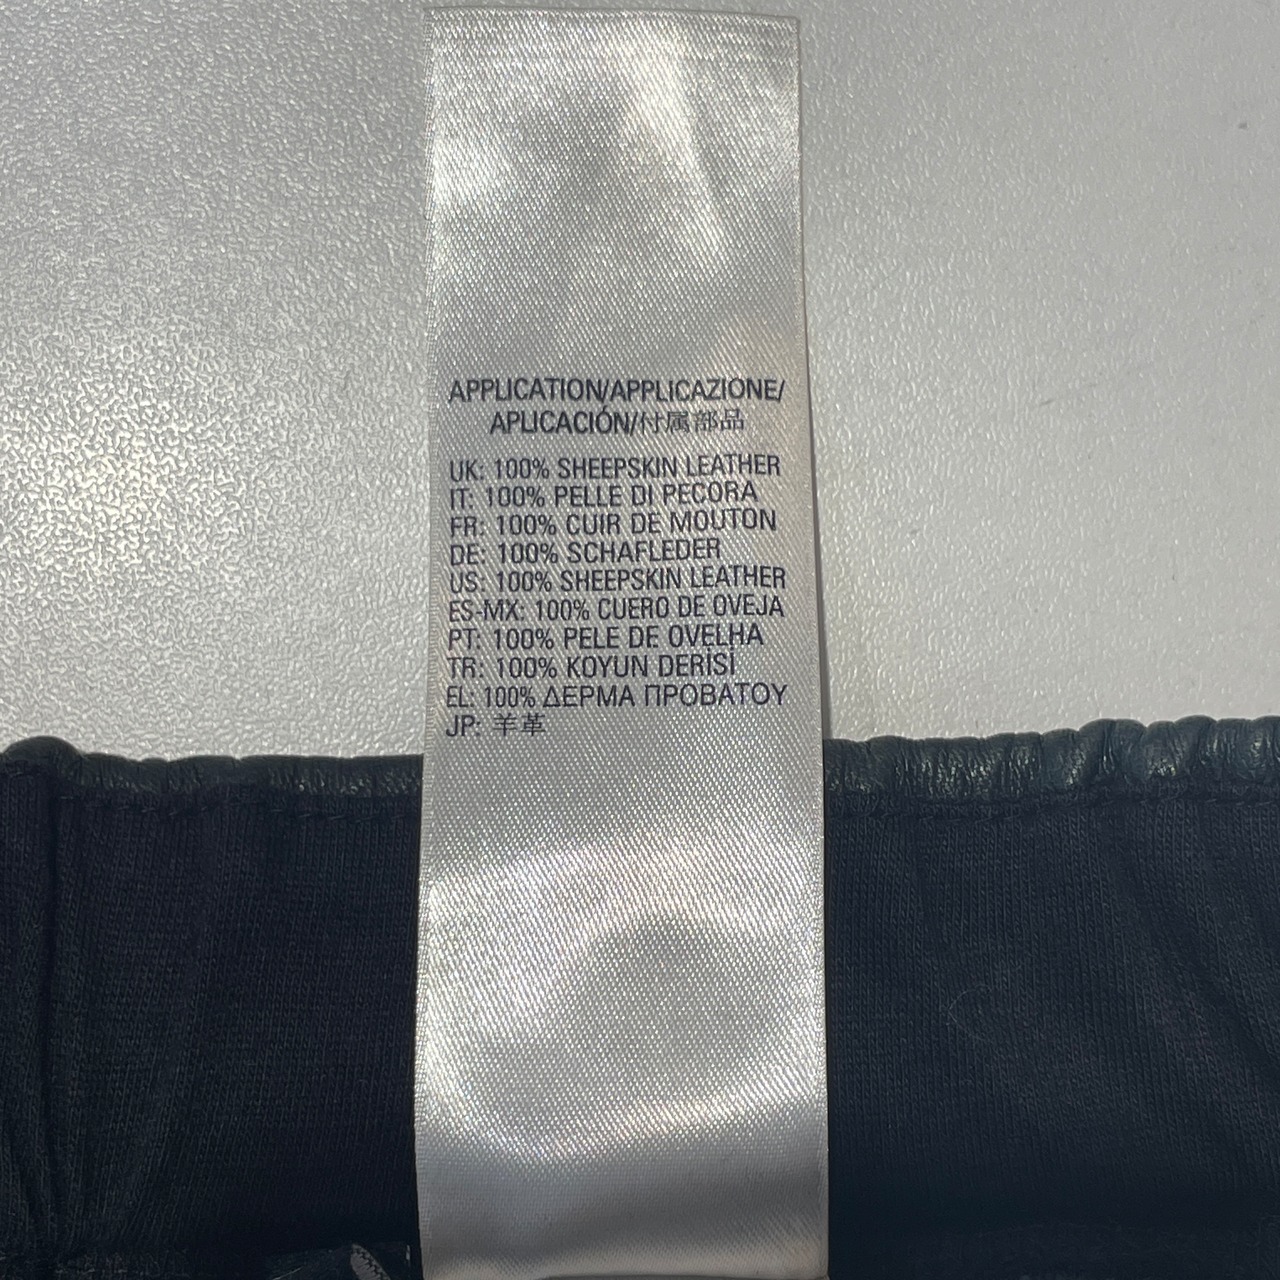 APPLICATION/APPLICAZIONE/
APLICACIÓN/付属部品
UK: 100% SHEEPSKIN LEATHER
IT: 100% PELLE DI PECORA
FR: 100% CUIR DE MOUTON
DE: 100% SCHAFLEDER
US: 100% SHEEPSKIN LEATHER
ES-MX: 100% CUERO DE OVEJA
PT: 100% PELE DE OVELHA
TR: 100% KOYUN DERİSİ
EL: 100% ΔΕΡΜΑ ΠΡΟΒΑΤΟΥ
JP: 羊革